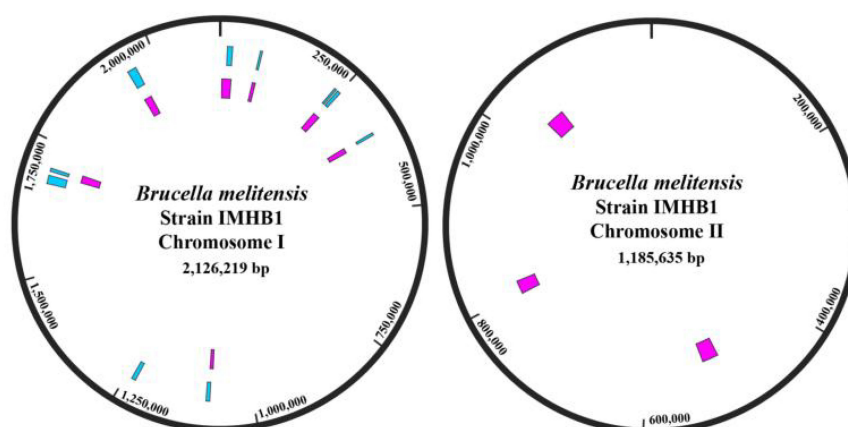 2,000,000
250,000
1,750,000
500,000
Brucella melitensis
Strain IMHB1
Chromosome I
2,126,219 bp
1,500,000
750,000
1,250,000
1,000,000
200,000
1,000,000
Brucella melitensis
Strain IMHB1
Chromosome II
1,185,635 bp
800,000
400,000
600,000